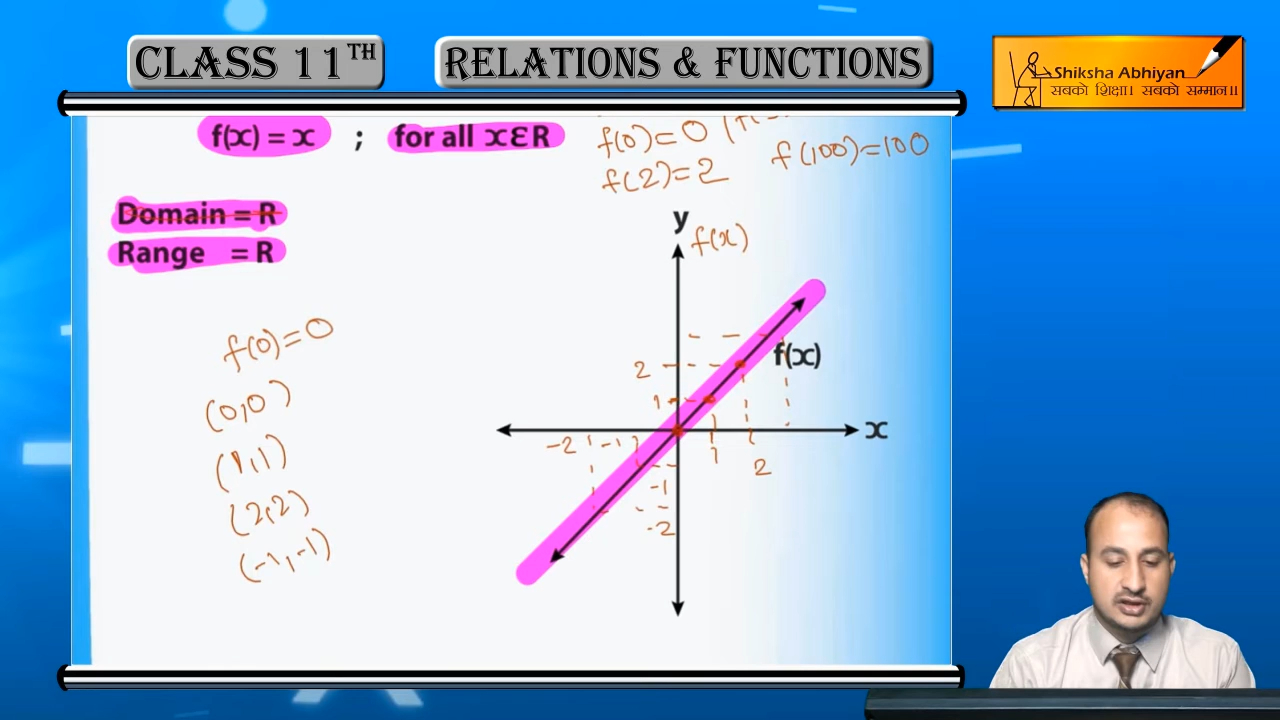 CLASS 11TH
RELATIONS & FUNCTIONS
Shiksha Abhiyan
सबको शिक्षा। सबको सम्मान॥
f(x) = x ; for all xƐR
f(0)=0
f(100)=100
f(2)=2
Domain = R
Range = R
y
f(x)
f(0)=0
(0,0)
(1,1)
(2,2)
(-1,-1)
f(x)
2
1
x
-2 -1
1
2
-1
-2